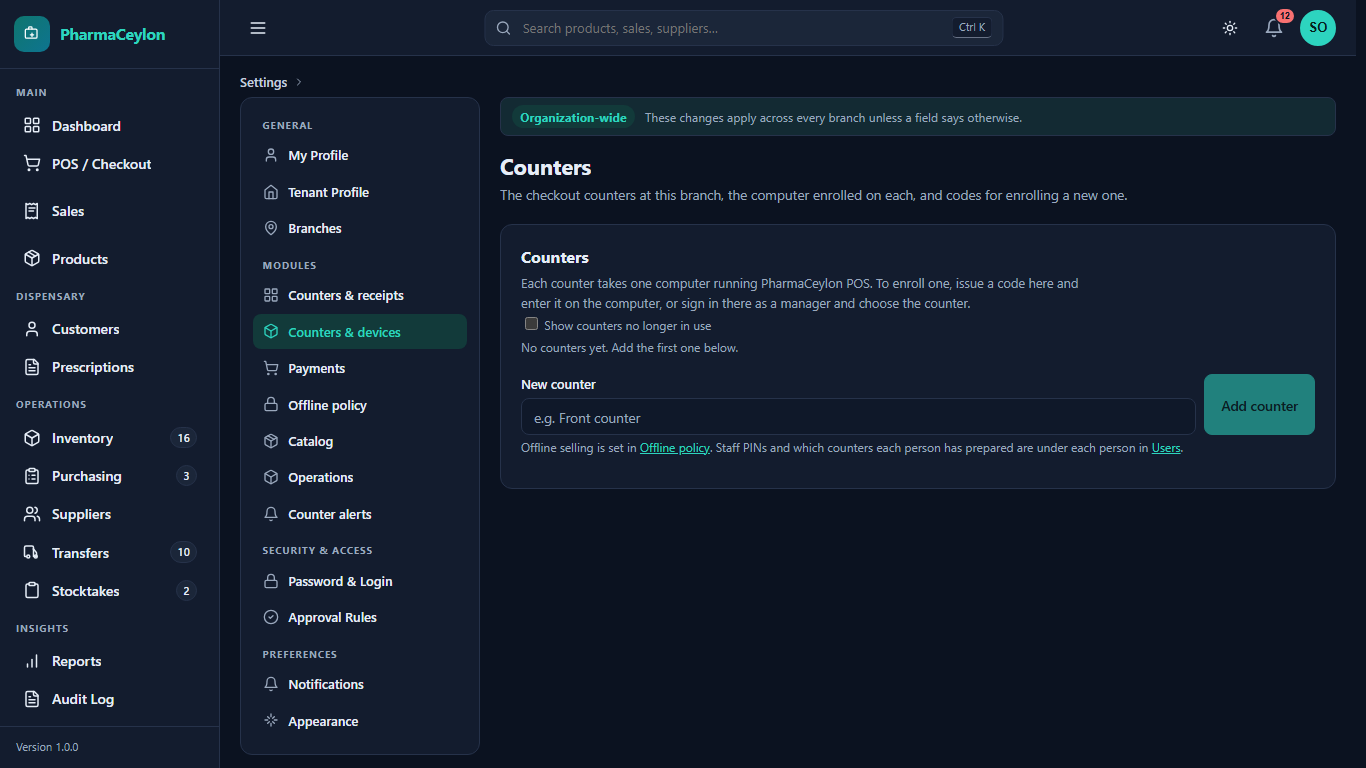 PharmaCeylon
Search products, sales, suppliers...
Ctrl K
12
SO
MAIN
Dashboard
POS / Checkout
Sales
Products
DISPENSARY
Customers
Prescriptions
OPERATIONS
Inventory 16
Purchasing 3
Suppliers
Transfers 10
Stocktakes 2
INSIGHTS
Reports
Audit Log
Version 1.0.0
Settings
GENERAL
My Profile
Tenant Profile
Branches
MODULES
Counters & receipts
Counters & devices
Payments
Offline policy
Catalog
Operations
Counter alerts
SECURITY & ACCESS
Password & Login
Approval Rules
PREFERENCES
Notifications
Appearance
Organization-wide These changes apply across every branch unless a field says otherwise.
Counters
The checkout counters at this branch, the computer enrolled on each, and codes for enrolling a new one.
Counters
Each counter takes one computer running PharmaCeylon POS. To enroll one, issue a code here and
enter it on the computer, or sign in there as a manager and choose the counter.
Show counters no longer in use
No counters yet. Add the first one below.
New counter
e.g. Front counter
Add counter
Offline selling is set in Offline policy. Staff PINs and which counters each person has prepared are under each person in Users.